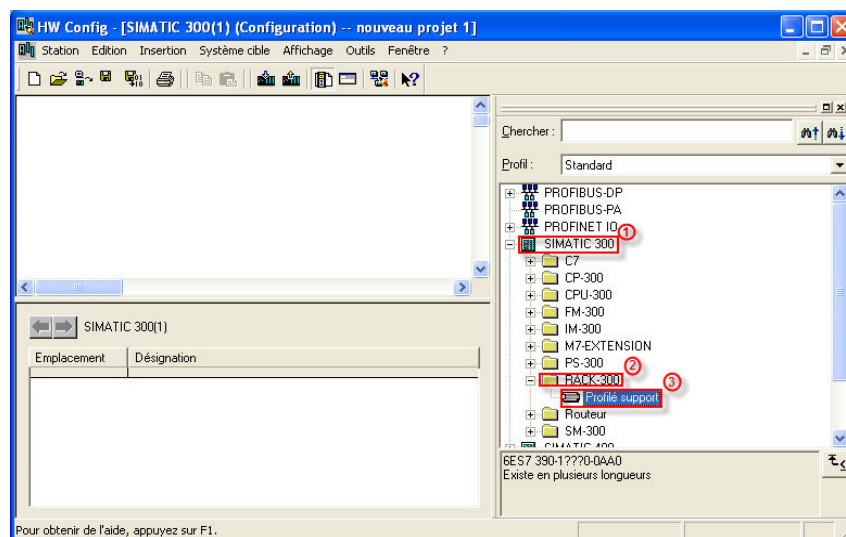 HW Config - [SIMATIC 300(1) (Configuration) -- nouveau projet 1]
Station Edition Insertion Système cible Affichage Outils Fenêtre ?
Chercher :
Profil : Standard
PROFIBUS-DP
PROFIBUS-PA
PROFINET IO
1
SIMATIC 300
C7
CP-300
CPU-300
FM-300
IM-300
M7-EXTENSION
PS-300
2
RACK-300
3
Profilé support
Routeur
SM-300
SIMATIC 400
SIMATIC 300(1)
Emplacement Désignation
6ES7 390-1???0-0AA0
Existe en plusieurs longueurs
Pour obtenir de l'aide, appuyez sur F1.